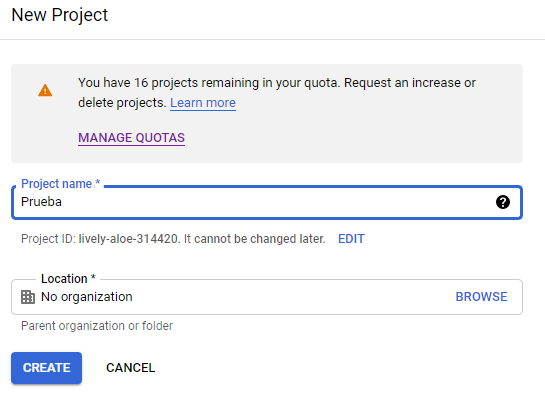 New Project
You have 16 projects remaining in your quota. Request an increase or
delete projects. Learn more
MANAGE QUOTAS
Project name *
Prueba
Project ID: lively-aloe-314420. It cannot be changed later. EDIT
Location *
No organization BROWSE
Parent organization or folder
CREATE CANCEL